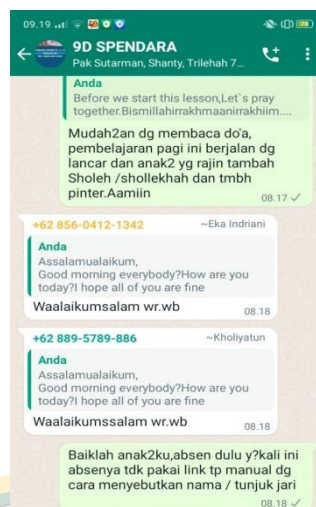 09.19
9D SPENDARA
Pak Sutarman, Shanty, Trilehah 7...
Anda
Before we start this lesson,Let`s pray
together.Bismillahirrakhmaanirrakhiim....
Mudah2an dg membaca do'a,
pembelajaran pagi ini berjalan dg
lancar dan anak2 yg rajin tambah
Sholeh /shollekhah dan tmbh
pinter.Aamiin
08.17
+62 856-0412-1342 ~Eka Indriani
Anda
Assalamualaikum,
Good morning everybody?How are you
today?I hope all of you are fine
Waalaikumsalam wr.wb
08.18
+62 889-5789-886 ~Kholiyatun
Anda
Assalamualaikum,
Good morning everybody?How are you
today?I hope all of you are fine
Waalaikumssalam wr.wb
08.18
Baiklah anak2ku,absen dulu y?kali ini
absenya tdk pakai link tp manual dg
cara menyebutkan nama / tunjuk jari
08.18